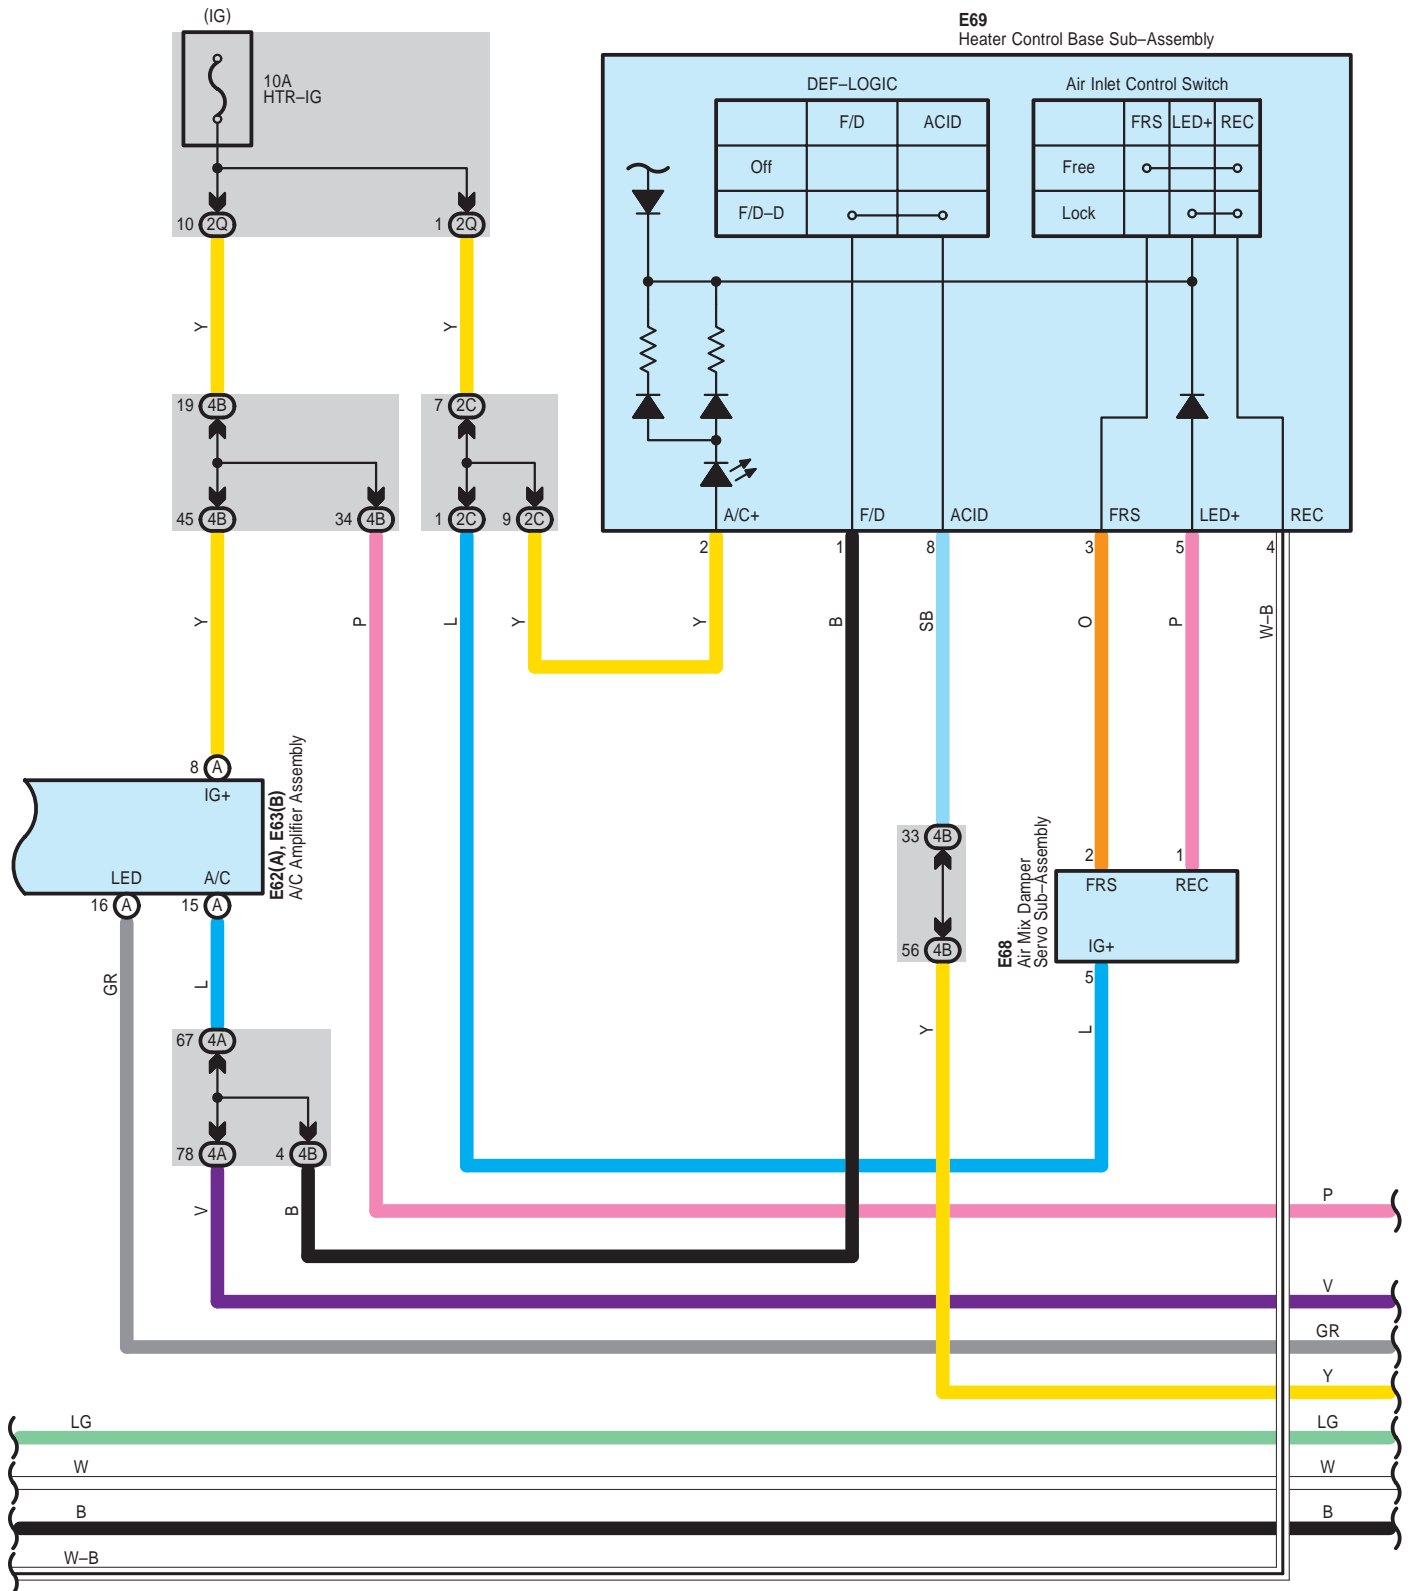 (IG)
10A
HTR–IG
10 2Q
1 2Q
Y
Y
19 4B
7 2C
45 4B
34 4B
1 2C
9 2C
E69
Heater Control Base Sub–Assembly
DEF–LOGIC
F/D ACID
Off
F/D–D
Air Inlet Control Switch
FRS LED+ REC
Free
Lock
A/C+
F/D
ACID
FRS
LED+
REC
2
1
8
3
5
4
Y
P
L
Y
Y
B
SB
O
P
W–B
8 A
IG+
LED
A/C
E62(A), E63(B)
A/C Amplifier Assembly
16 A
15 A
GR
L
33 4B
56 4B
2
1
FRS
REC
IG+
5
E68
Air Mix Damper
Servo Sub–Assembly
Y
L
67 4A
78 4A
4 4B
V
B
P
V
GR
Y
LG
LG
W
W
B
B
W–B